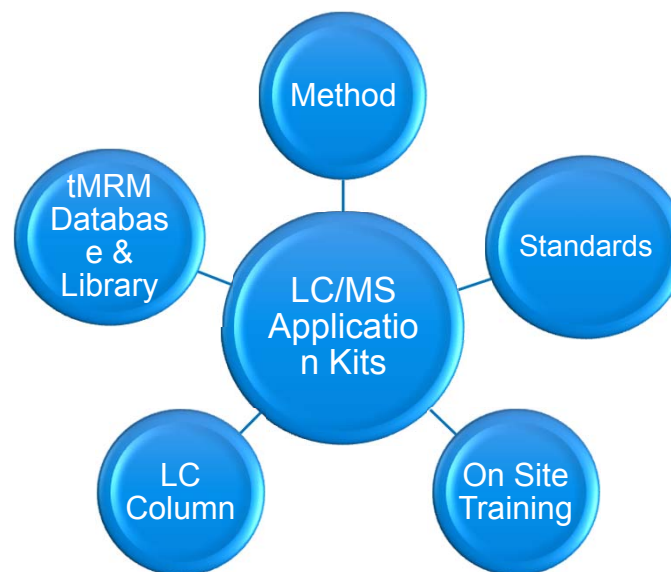 Method
tMRM
Databas
e &
Library
Standards
LC/MS
Applicatio
n Kits
LC
Column
On Site
Training